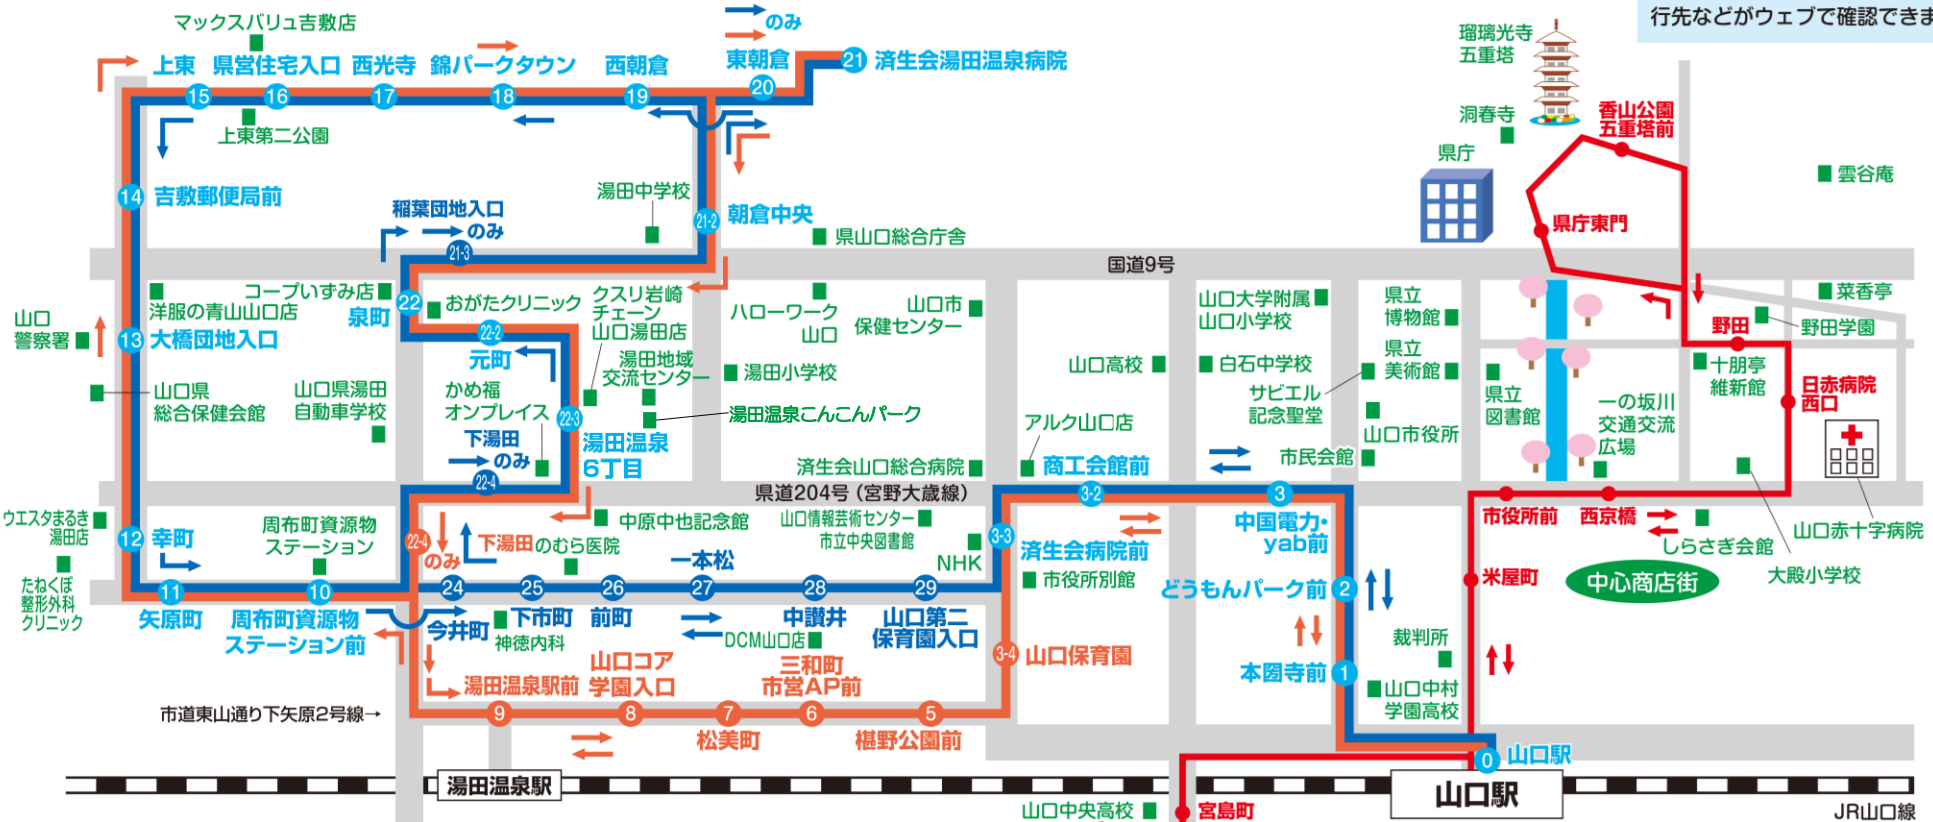 行先などがウェブで確認できま
マックスバリュ吉敷店
のみ
瑠璃光寺
五重塔
上東
県営住宅入口
西光寺
錦パークタウン
西朝倉
東朝倉
21
済生会湯田温泉病院
15
16
17
18
19
20
上東第二公園
洞春寺
香山公園
五重塔前
県庁
雲谷庵
14
吉敷郵便局前
湯田中学校
稲葉団地入口
のみ
21-3
21-2
朝倉中央
県山口総合庁舎
県庁東門
国道9号
洋服の青山山口店
コープいずみ店
22
泉町
おがたクリニック
クスリ岩崎
チェーン
山口湯田店
ハローワーク
山口
山口市
保健センター
山口大学附属
山口小学校
県立
博物館
菜香亭
野田
野田学園
山口
警察署
13
大橋団地入口
22-2
元町
湯田地域
交流センター
湯田小学校
山口高校
白石中学校
県立
美術館
サビエル
記念聖堂
県立
図書館
十朋亭
維新館
日赤病院
西口
山口県
総合保健会館
山口県湯田
自動車学校
かめ福
オンプレイス
22-3
湯田温泉
6丁目
湯田温泉こんこんパーク
アルク山口店
山口市役所
一の坂川
交通交流
広場
下湯田
のみ
22-4
済生会山口総合病院
商工会館前
市民会館
県道204号（宮野大歳線）
3-2
3
中国電力・
yab前
市役所前
西京橋
山口赤十字病院
ウエスタまるき
湯田店
12
幸町
周布町資源物
ステーション
22-4
のみ
下湯田
中原中也記念館
のむら医院
山口情報芸術センター
市立中央図書館
NHK
3-3
済生会病院前
しらさぎ会館
大殿小学校
たねくぼ
整形外科
クリニック
11
矢原町
10
周布町資源物
ステーション前
24
今井町
25
下市町
26
前町
一本松
27
28
中讃井
29
山口第二
保育園入口
市役所別館
どうもんパーク前
2
米屋町
中心商店街
神徳内科
DCM山口店
3-4
山口保育園
裁判所
湯田温泉駅前
山口コア
学園入口
三和町
市営AP前
本圀寺前
1
山口中村
学園高校
市道東山通り下矢原2号線→
9
8
7
松美町
6
5
椹野公園前
0
山口駅
湯田温泉駅
山口駅
山口中央高校
宮島町
JR山口線